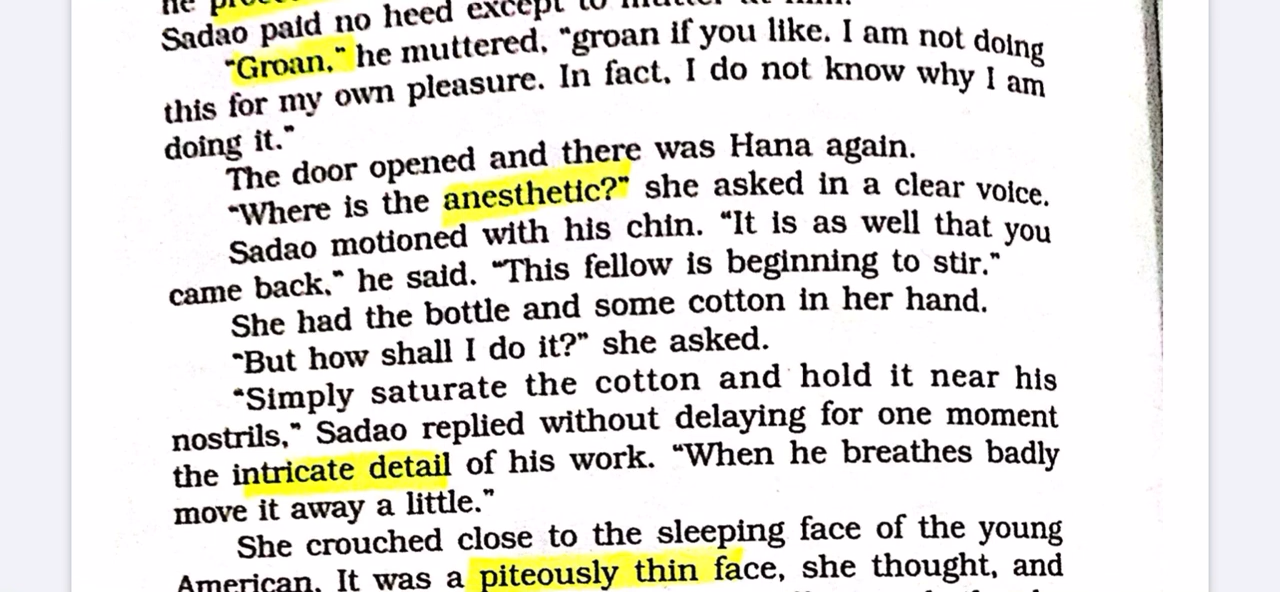 Sadao paid no heed except to
"Groan," he muttered, "groan if you like. I am not doing
this for my own pleasure. In fact, I do not know why I am
doing it."
The door opened and there was Hana again.
"Where is the anesthetic?" she asked in a clear voice.
Sadao motioned with his chin. "It is as well that you
came back," he said. "This fellow is beginning to stir."
She had the bottle and some cotton in her hand.
"But how shall I do it?" she asked.
"Simply saturate the cotton and hold it near his
nostrils," Sadao replied without delaying for one moment
the intricate detail of his work. "When he breathes badly
move it away a little."
She crouched close to the sleeping face of the young
American. It was a piteously thin face, she thought, and